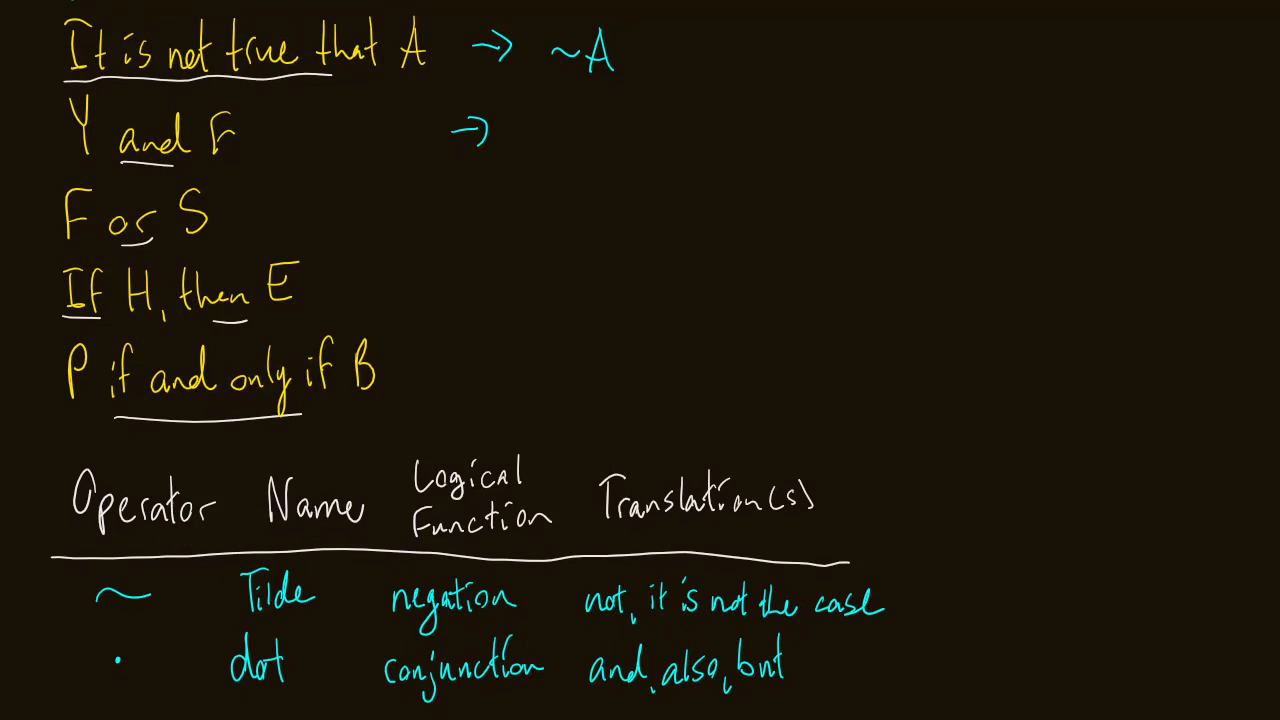 It is not true that A → ~A
Y and F →
F or S
If H, then E
P if and only if B
Operator Name Logical Function Translation(s)
~ Tilde negation not, it is not the case
· dot conjunction and, also, but